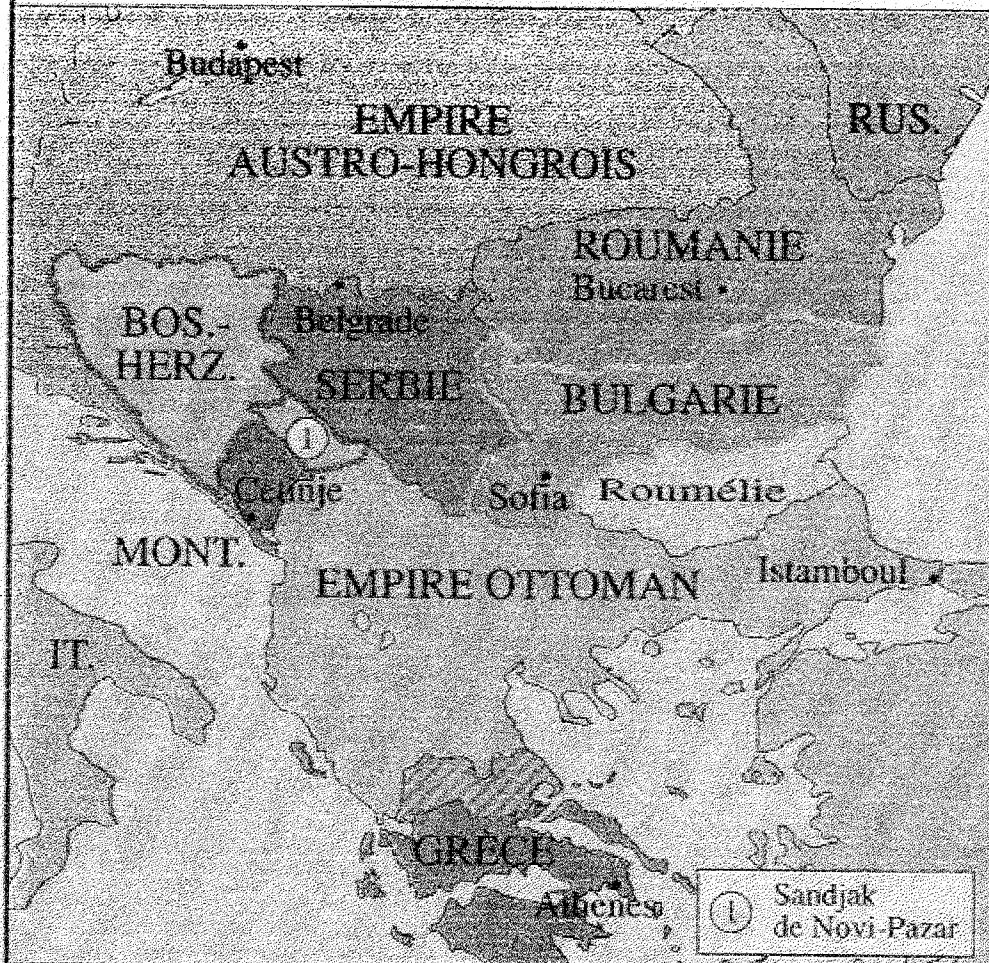 Budapest
EMPIRE
AUSTRO-HONGROIS
RUS.
ROUMANIE
Bucarest
BOS.-
HERZ.
Belgrade
SERBIE
BULGARIE
1
Cetinje
Sofia
Roumélie
MONT.
EMPIRE OTTOMAN
Istamboul
IT.
GRÈCE
Athènes
1 Sandjak
de Novi-Pazar